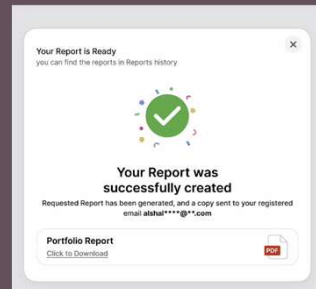 Your Report is Ready
you can find the reports in Reports history
Your Report was
successfully created
Requested Report has been generated, and a copy sent to your registered
email alshal****@**.com
Portfolio Report
Click to Download
PDF